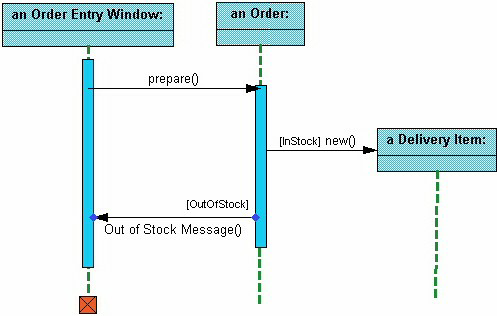 an Order Entry Window:
an Order:
prepare()
[InStock] new()
a Delivery Item:
[OutOfStock]
Out of Stock Message()